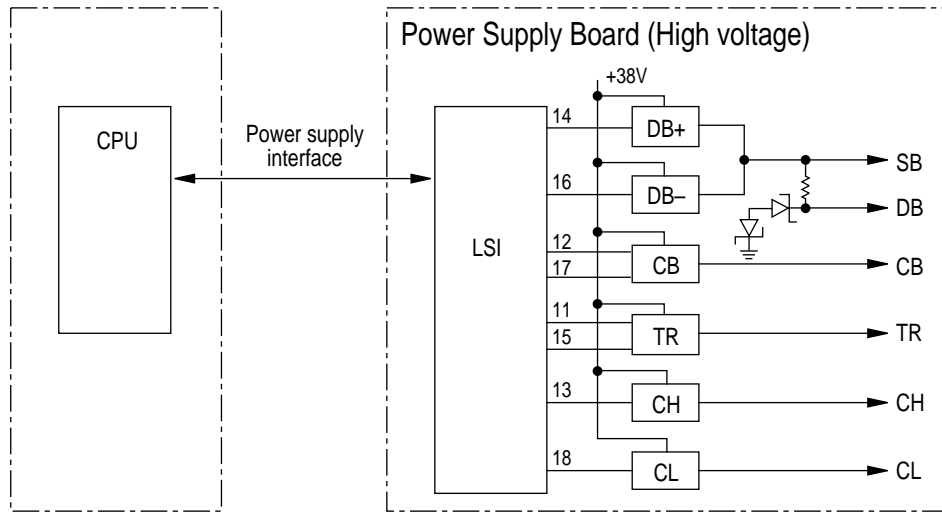 Power Supply Board (High voltage)
+38V
CPU
Power supply
interface
LSI
14
DB+
16
DB–
SB
DB
12
17
CB
CB
11
15
TR
TR
13
CH
CH
18
CL
CL